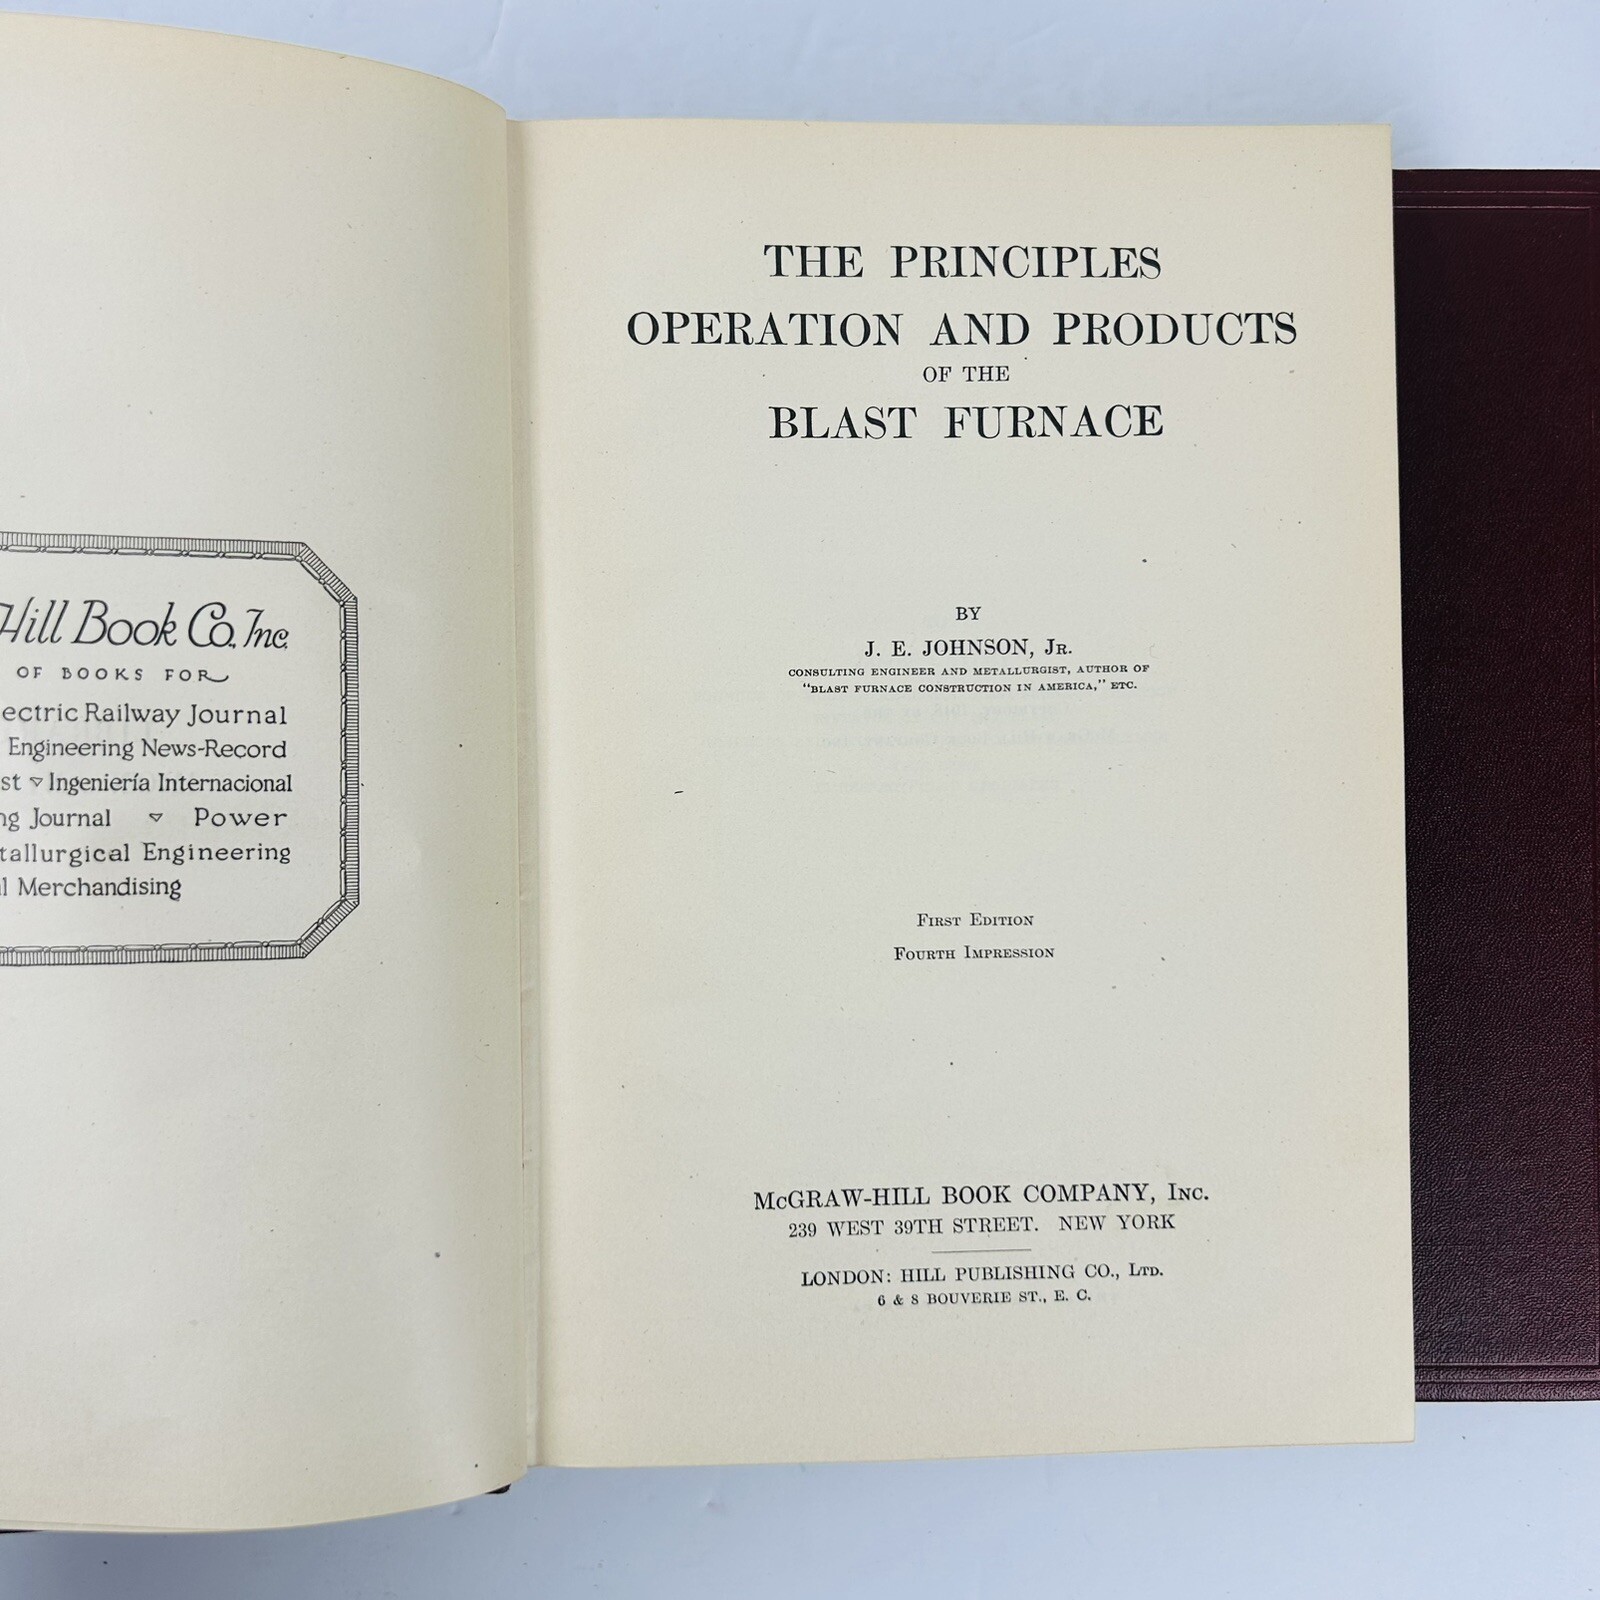 Hill Book Co, Inc.
OF BOOKS FOR
ectric Railway Journal
Engineering News-Record
st ▿ Ingeniería Internacional
ng Journal ▿ Power
tallurgical Engineering
l Merchandising
THE PRINCIPLES
OPERATION AND PRODUCTS
OF THE
BLAST FURNACE
BY
J. E. JOHNSON, JR.
CONSULTING ENGINEER AND METALLURGIST, AUTHOR OF
"BLAST FURNACE CONSTRUCTION IN AMERICA," ETC.
FIRST EDITION
FOURTH IMPRESSION
McGRAW-HILL BOOK COMPANY, INC.
239 WEST 39TH STREET. NEW YORK
LONDON: HILL PUBLISHING CO., LTD.
6 & 8 BOUVERIE ST., E. C.